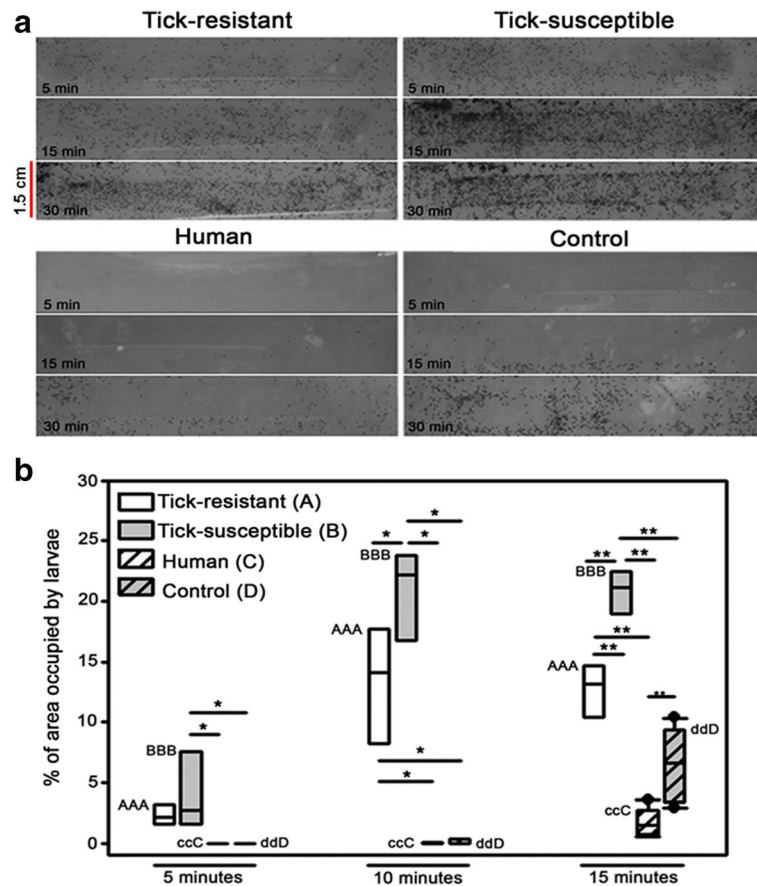 a
Tick-resistant
Tick-susceptible
5 min
5 min
15 min
15 min
1.5 cm
30 min
30 min
Human
Control
5 min
5 min
15 min
15 min
30 min
30 min
b
% of area occupied by larvae
30
25
20
15
10
5
0
Tick-resistant (A)
Tick-susceptible (B)
Human (C)
Control (D)
AAA
BBB
*
*
ccC
ddD
AAA
BBB
*
*
*
*
*
ccC
ddD
AAA
BBB
**
**
**
**
**
**
ccC
ddD
5 minutes
10 minutes
15 minutes